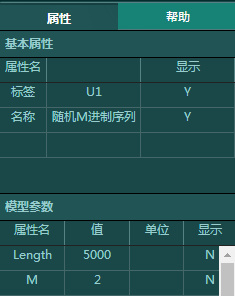 属性 帮助
基本属性
属性名 显示
标签 U1 Y
名称 随机M进制序列 Y
模型参数
属性名 值 单位 显示
Length 5000 N
M 2 N